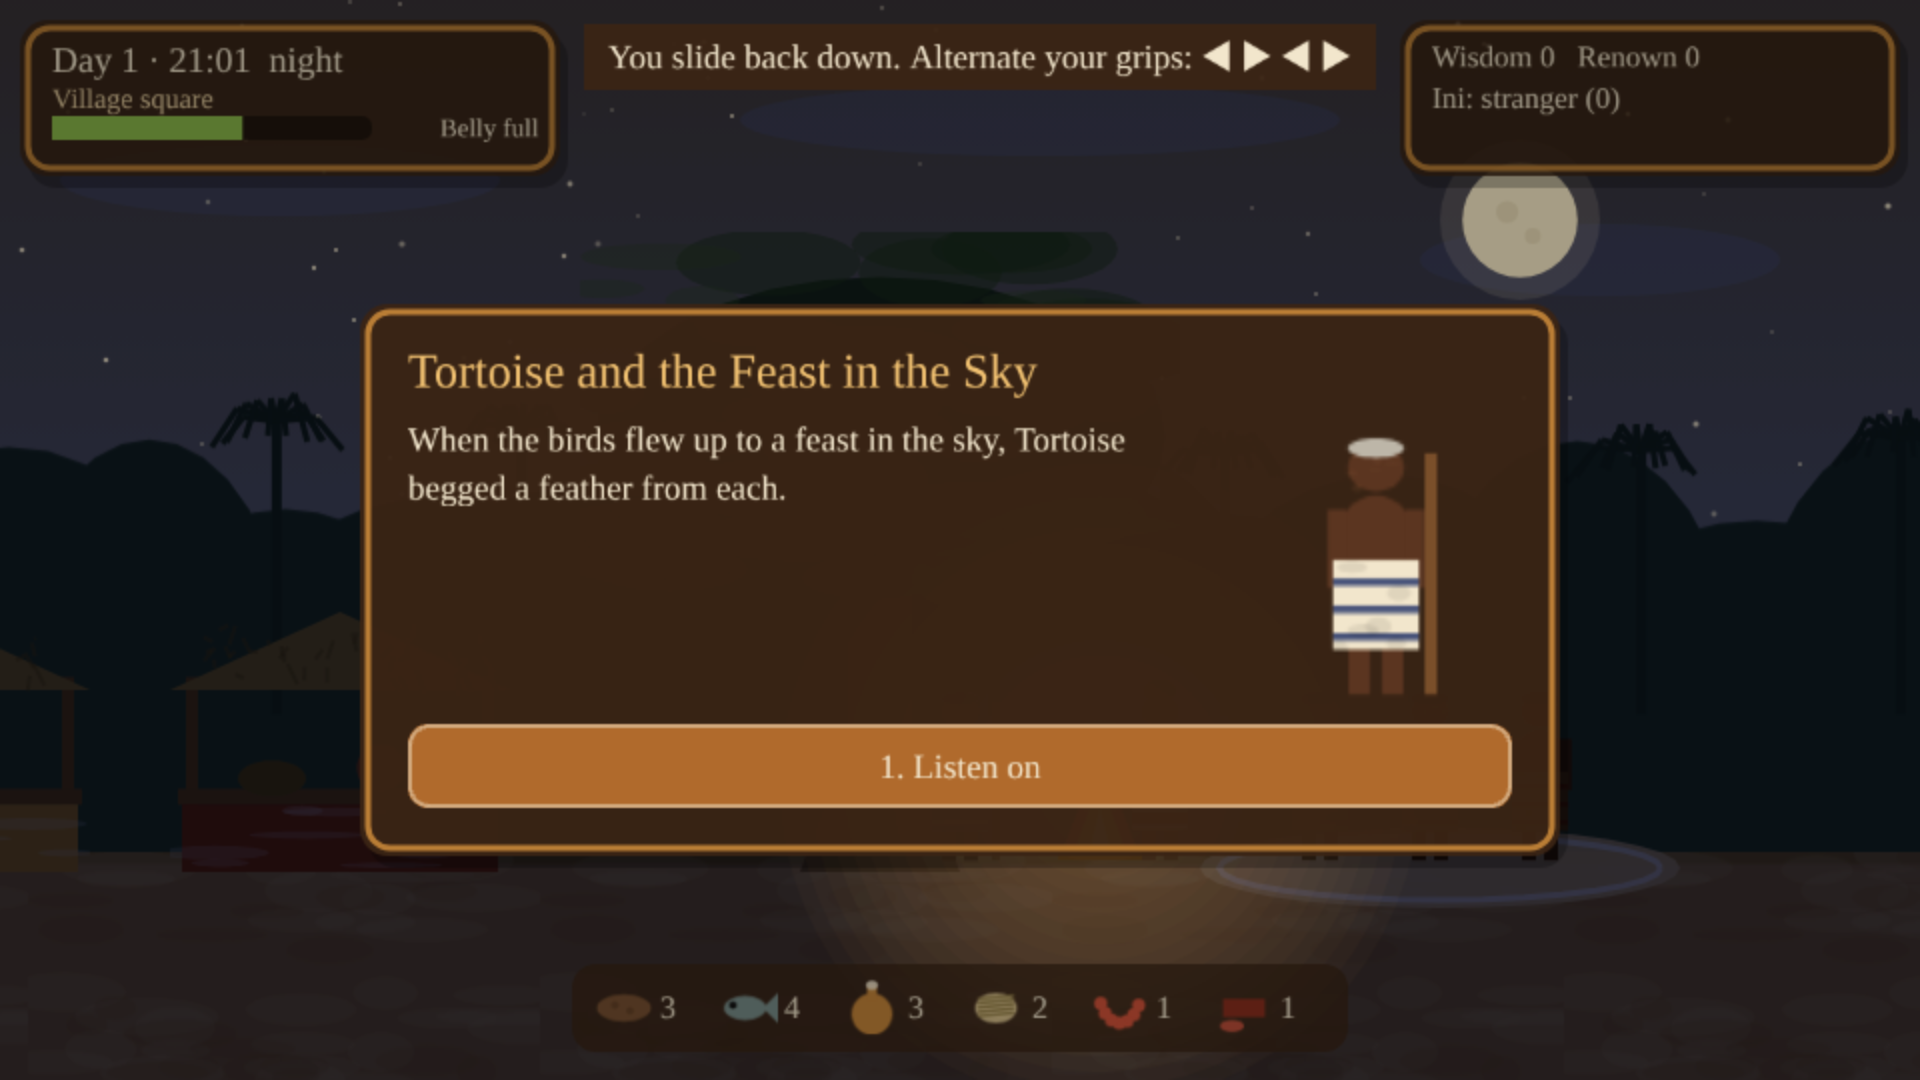 Day 1 · 21:01 night
Village square
Belly full
You slide back down. Alternate your grips: ◀ ▶ ◀ ▶
Wisdom 0 Renown 0
Ini: stranger (0)
Tortoise and the Feast in the Sky
When the birds flew up to a feast in the sky, Tortoise
begged a feather from each.
1. Listen on
3 4 3 2 1 1